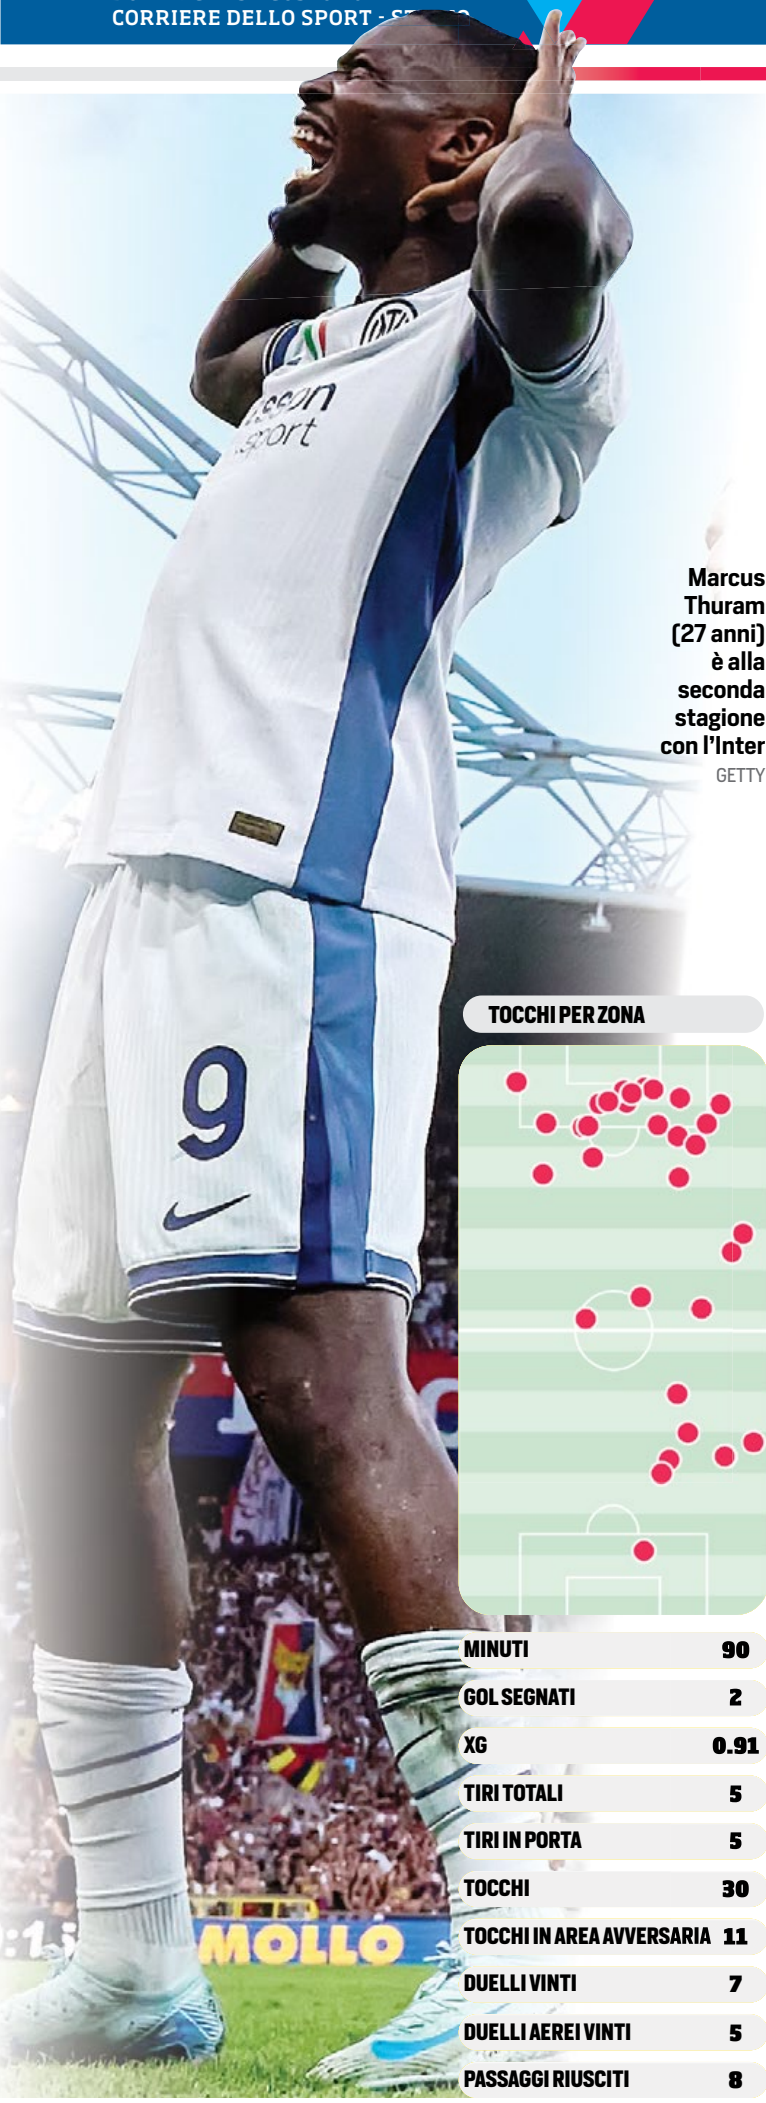 CORRIERE DELLO SPORT -
sport
Marcus
Thuram
(27 anni)
è alla
seconda
stagione
con l'Inter
GETTY
9
TOCCHI PER ZONA
MINUTI 90
GOL SEGNATI 2
XG 0.91
TIRI TOTALI 5
TIRI IN PORTA 5
TOCCHI 30
TOCCHI IN AREA AVVERSARIA 11
MOLLO
DUELLI VINTI 7
DUELLI AEREI VINTI 5
PASSAGGI RIUSCITI 8